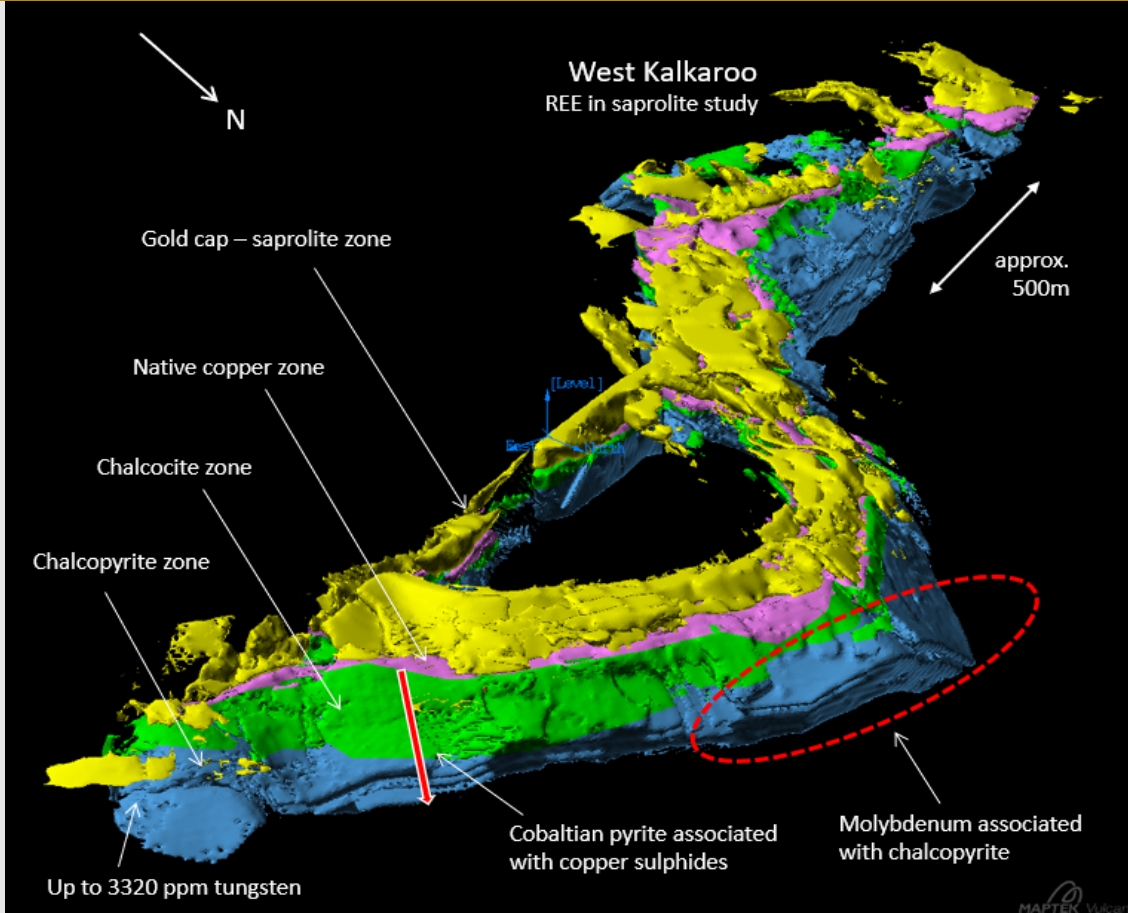 West Kalkaroo
REE in saprolite study
N
approx.
500m
Gold cap – saprolite zone
Native copper zone
[Level]
East
North
Chalcocite zone
Chalcopyrite zone
Cobaltian pyrite associated
with copper sulphides
Molybdenum associated
with chalcopyrite
Up to 3320 ppm tungsten
MAPTEK Vulcan